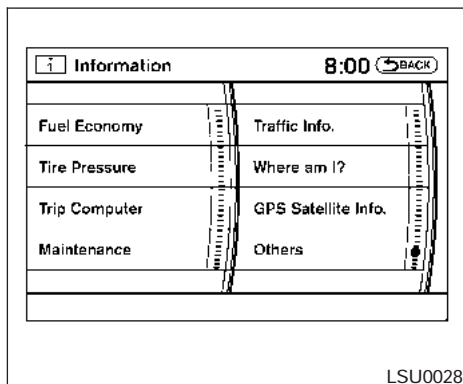 i Information 8:00 BACK
Fuel Economy Traffic Info.
Tire Pressure Where am I?
Trip Computer GPS Satellite Info.
Maintenance Others
LSU0028